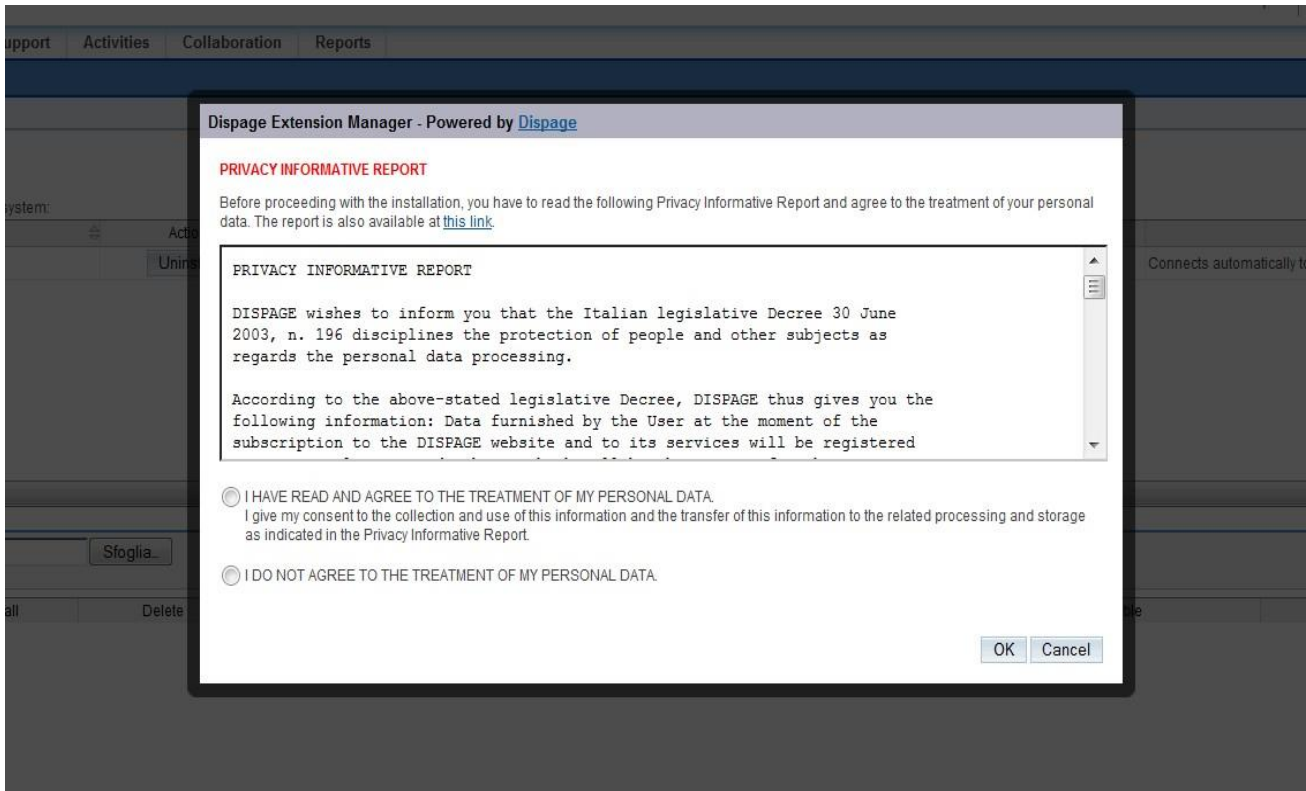 upport Activities Collaboration Reports
Dispage Extension Manager - Powered by Dispage
PRIVACY INFORMATIVE REPORT
Before proceeding with the installation, you have to read the following Privacy Informative Report and agree to the treatment of your personal
data. The report is also available at this link.
ystem:
Actio
Unins
Connects automatically to
PRIVACY INFORMATIVE REPORT
DISPAGE wishes to inform you that the Italian legislative Decree 30 June
2003, n. 196 disciplines the protection of people and other subjects as
regards the personal data processing.
According to the above-stated legislative Decree, DISPAGE thus gives you the
following information: Data furnished by the User at the moment of the
subscription to the DISPAGE website and to its services will be registered
I HAVE READ AND AGREE TO THE TREATMENT OF MY PERSONAL DATA.
I give my consent to the collection and use of this information and the transfer of this information to the related processing and storage
as indicated in the Privacy Informative Report.
Sfoglia...
I DO NOT AGREE TO THE TREATMENT OF MY PERSONAL DATA.
all Delete ble
OK Cancel